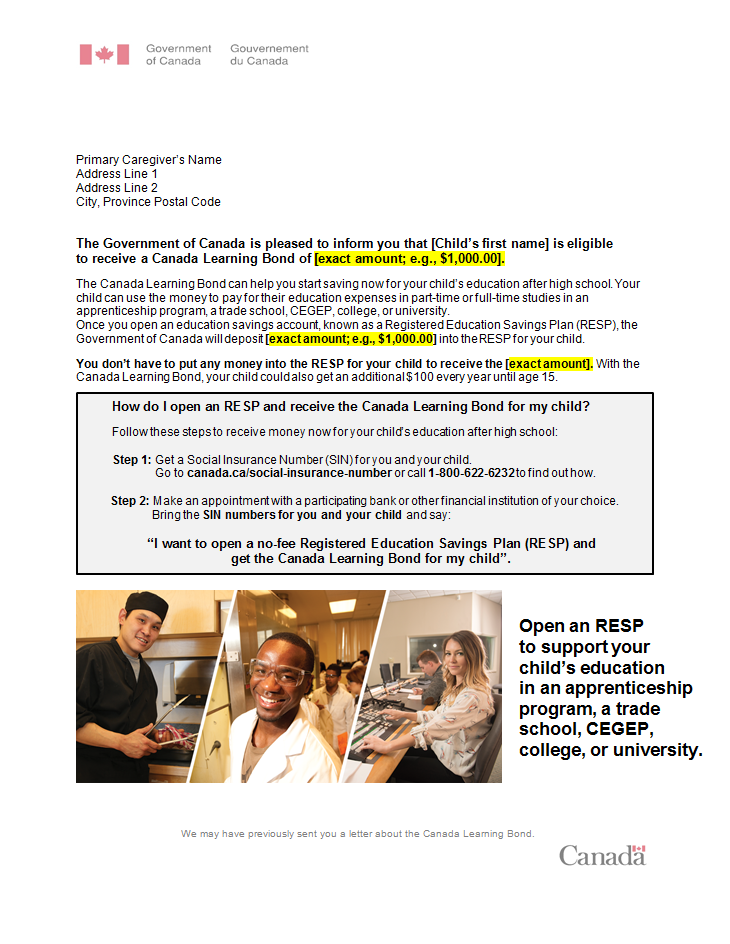 Government Gouvernement
of Canada du Canada
Primary Caregiver's Name
Address Line 1
Address Line 2
City, Province Postal Code
The Government of Canada is pleased to inform you that [Child's first name] is eligible
to receive a Canada Learning Bond of [exact amount; e.g., $1,000.00].
The Canada Learning Bond can help you start saving now for your child's education after high school. Your
child can use the money to pay for their education expenses in part-time or full-time studies in an
apprenticeship program, a trade school, CEGEP, college, or university.
Once you open an education savings account, known as a Registered Education Savings Plan (RESP), the
Government of Canada will deposit [exact amount; e.g., $1,000.00] into the RESP for your child.
You don't have to put any money into the RESP for your child to receive the [exact amount]. With the
Canada Learning Bond, your child could also get an additional $100 every year until age 15.
How do I open an RESP and receive the Canada Learning Bond for my child?
Follow these steps to receive money now for your child's education after high school:
Step 1: Get a Social Insurance Number (SIN) for you and your child.
Go to canada.ca/social-insurance-number or call 1-800-622-6232 to find out how.
Step 2: Make an appointment with a participating bank or other financial institution of your choice.
Bring the SIN numbers for you and your child and say:
"I want to open a no-fee Registered Education Savings Plan (RESP) and
get the Canada Learning Bond for my child".
Open an RESP
to support your
child's education
in an apprenticeship
program, a trade
school, CEGEP,
college, or university.
We may have previously sent you a letter about the Canada Learning Bond.
Canada